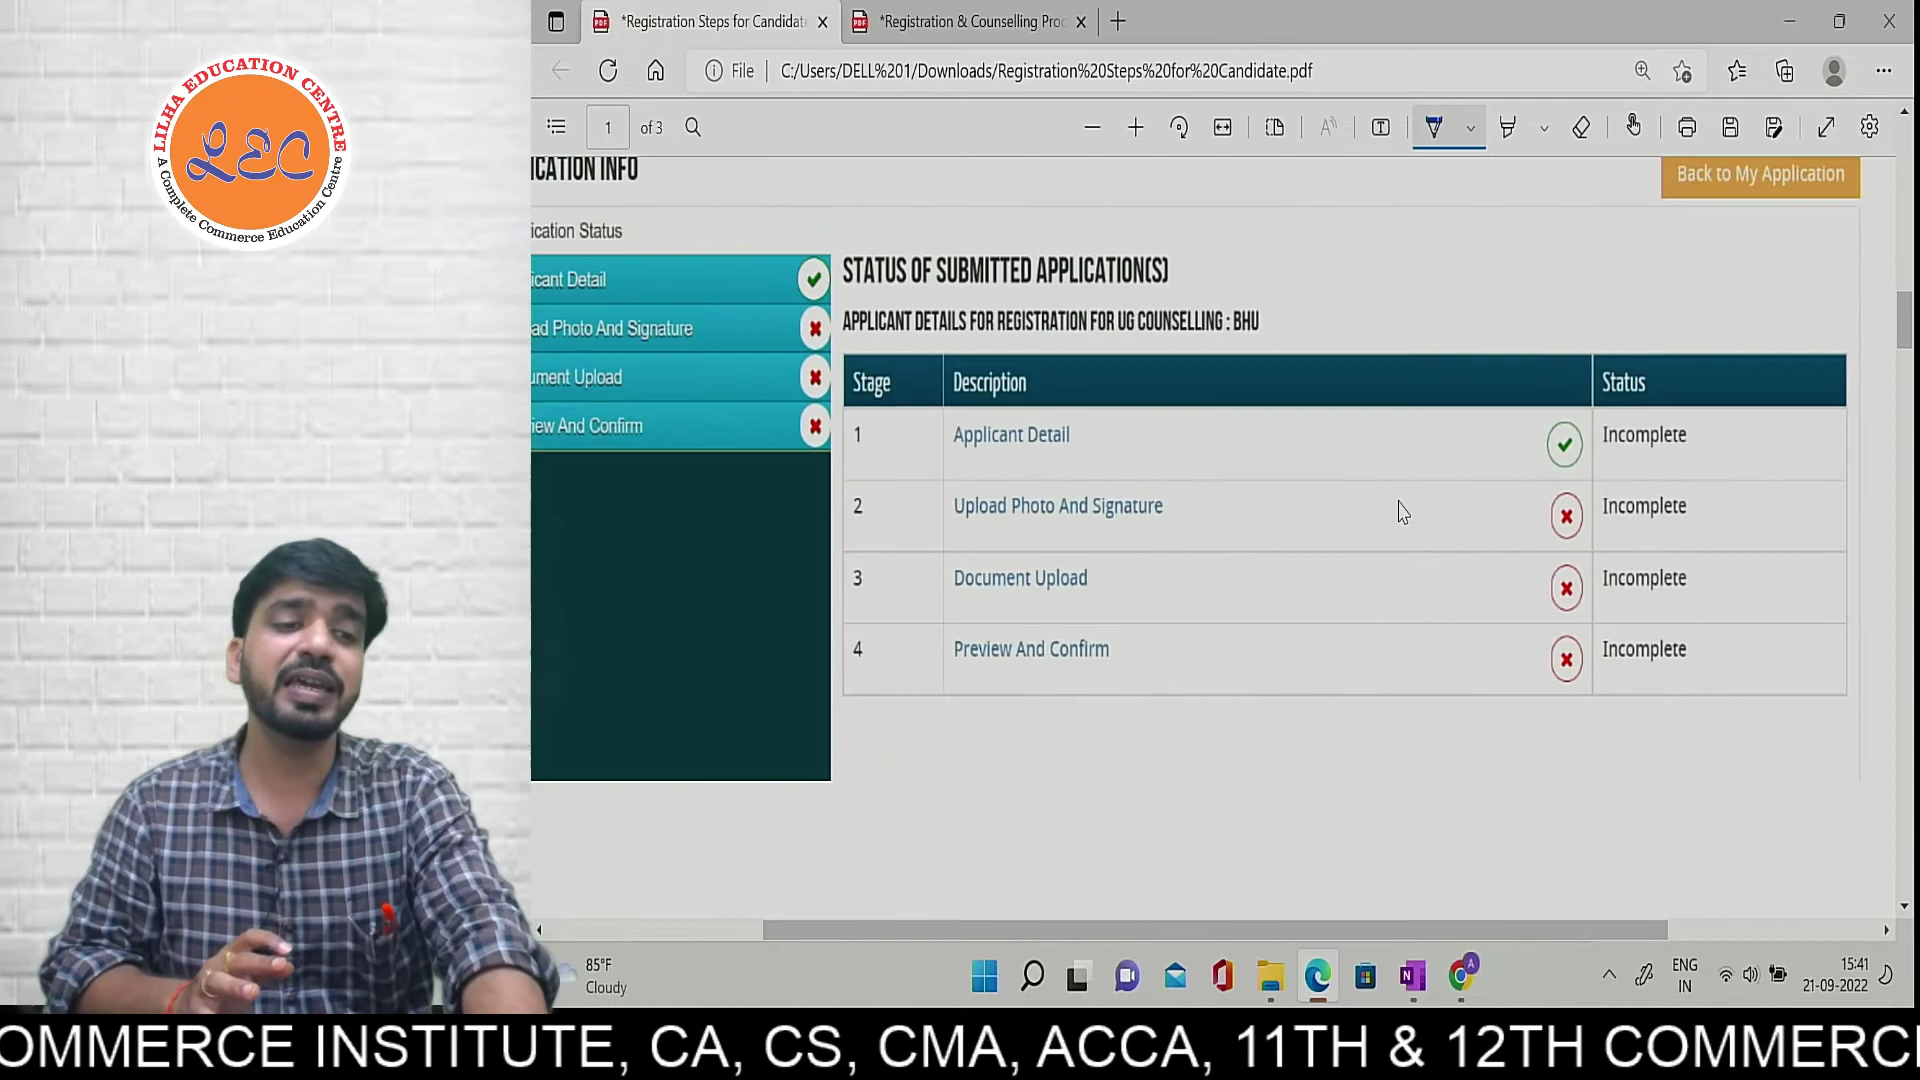 LILHA EDUCATION CENTRE
LEC
A Complete Commerce Education Centre
*Registration Steps for Candidate
*Registration & Counselling Proc
File
C:/Users/DELL%201/Downloads/Registration%20Steps%20for%20Candidate.pdf
1 of 3
ICATION INFO
Back to My Application
ication Status
icant Detail
ad Photo And Signature
ument Upload
iew And Confirm
STATUS OF SUBMITTED APPLICATION(S)
APPLICANT DETAILS FOR REGISTRATION FOR UG COUNSELLING : BHU
Stage Description Status
1 Applicant Detail Incomplete
2 Upload Photo And Signature Incomplete
3 Document Upload Incomplete
4 Preview And Confirm Incomplete
85°F
Cloudy
ENG
IN
15:41
21-09-2022
OMMERCE INSTITUTE, CA, CS, CMA, ACCA, 11TH & 12TH COMMERC